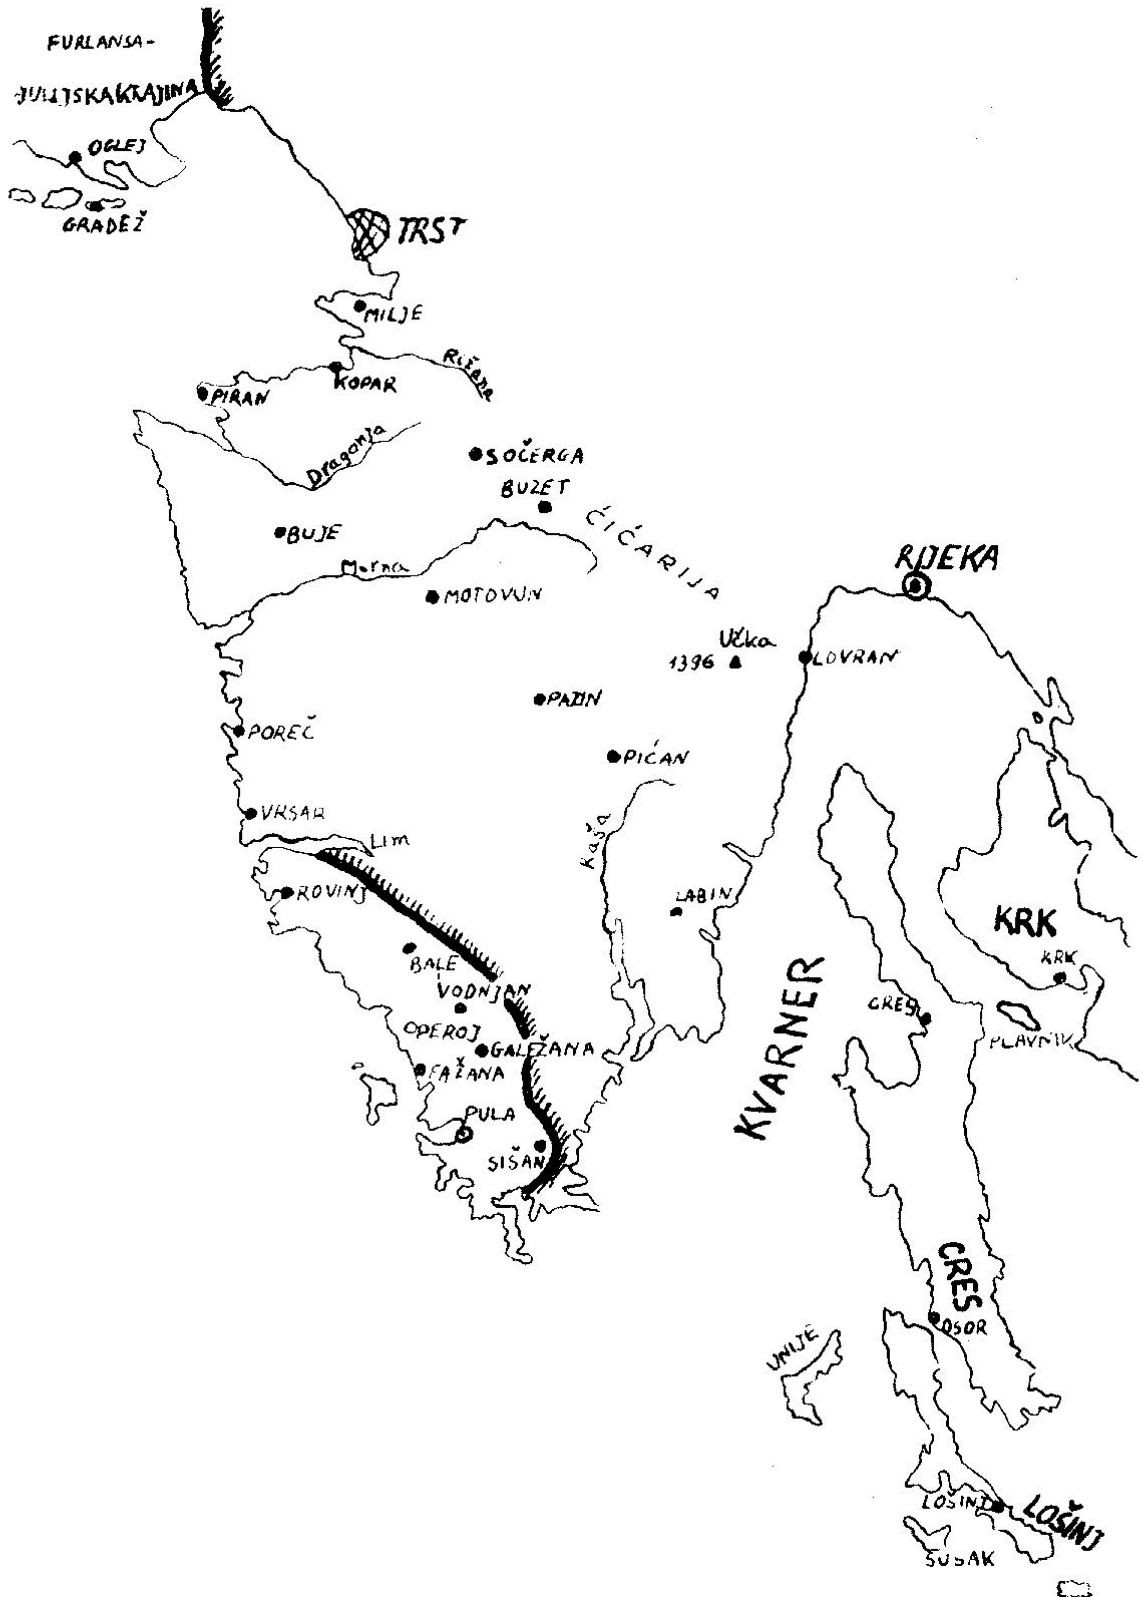 FURLANSA-
JULIJSKA KRAJINA
OGLEJ
GRADEŽ
TRST
MILJE
Rižana
KOPAR
PIRAN
Dragonja
SOČERGA
BUZET
ĆIĆARIJA
BUJE
Mirna
MOTOVUN
RIJEKA
Učka
1396
LOVRAN
PAZIN
POREČ
PIĆAN
VRSAR
Lim
Raša
ROVINJ
LABIN
KRK
KRK
BALE
VODNJAN
KVARNER
CRES
PLAVNIK
OPEROJ
GALEŽANA
FAŽANA
PULA
SIŠAN
CRES
OSOR
UNIJE
LOŠINJ
LOŠINJ
SUSAK